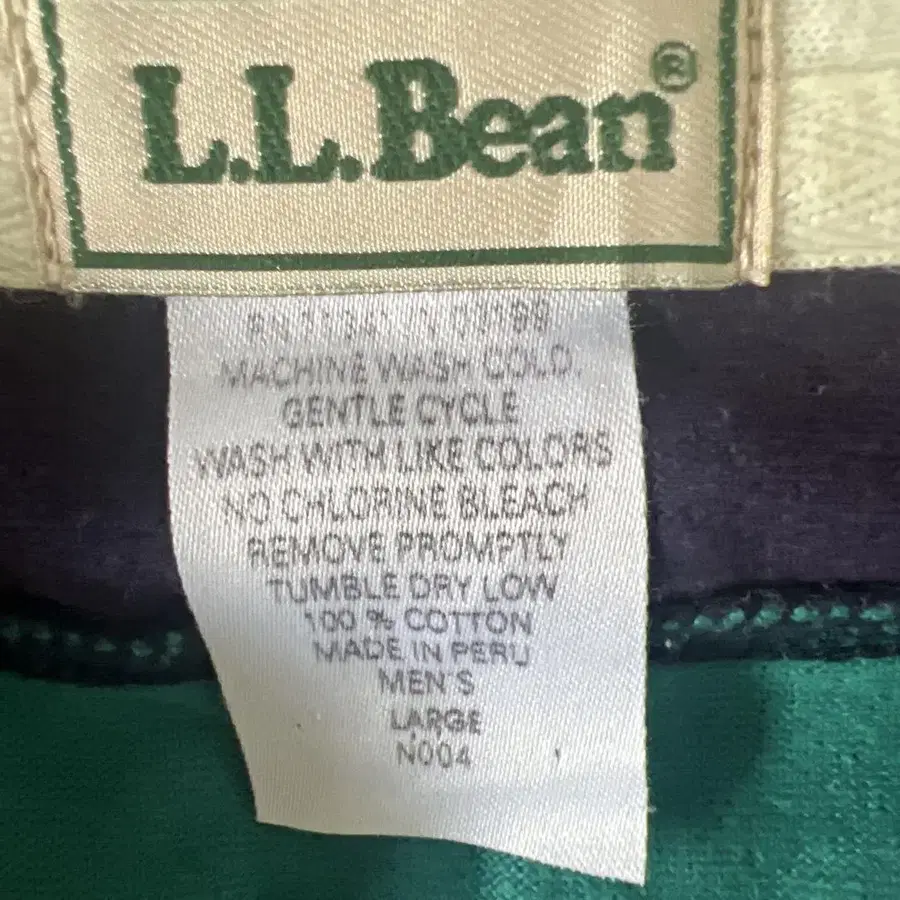 L.L.Bean®
MACHINE WASH COLD,
GENTLE CYCLE
WASH WITH LIKE COLORS
NO CHLORINE BLEACH
REMOVE PROMPTLY
TUMBLE DRY LOW
100 % COTTON
MADE IN PERU
MEN'S
LARGE
N004